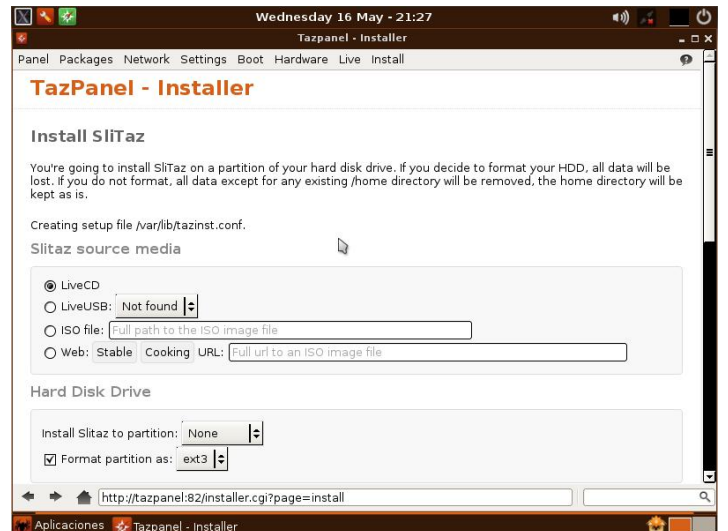 Wednesday 16 May - 21:27
Tazpanel - Installer
Panel Packages Network Settings Boot Hardware Live Install
TazPanel - Installer
Install SliTaz
You're going to install SliTaz on a partition of your hard disk drive. If you decide to format your HDD, all data will be
lost. If you do not format, all data except for any existing /home directory will be removed, the home directory will be
kept as is.
Creating setup file /var/lib/tazinst.conf.
Slitaz source media
LiveCD
LiveUSB: Not found
ISO file: Full path to the ISO image file
Web: Stable Cooking URL: Full url to an ISO image file
Hard Disk Drive
Install Slitaz to partition: None
Format partition as: ext3
http://tazpanel:82/installer.cgi?page=install
Aplicaciones Tazpanel - Installer